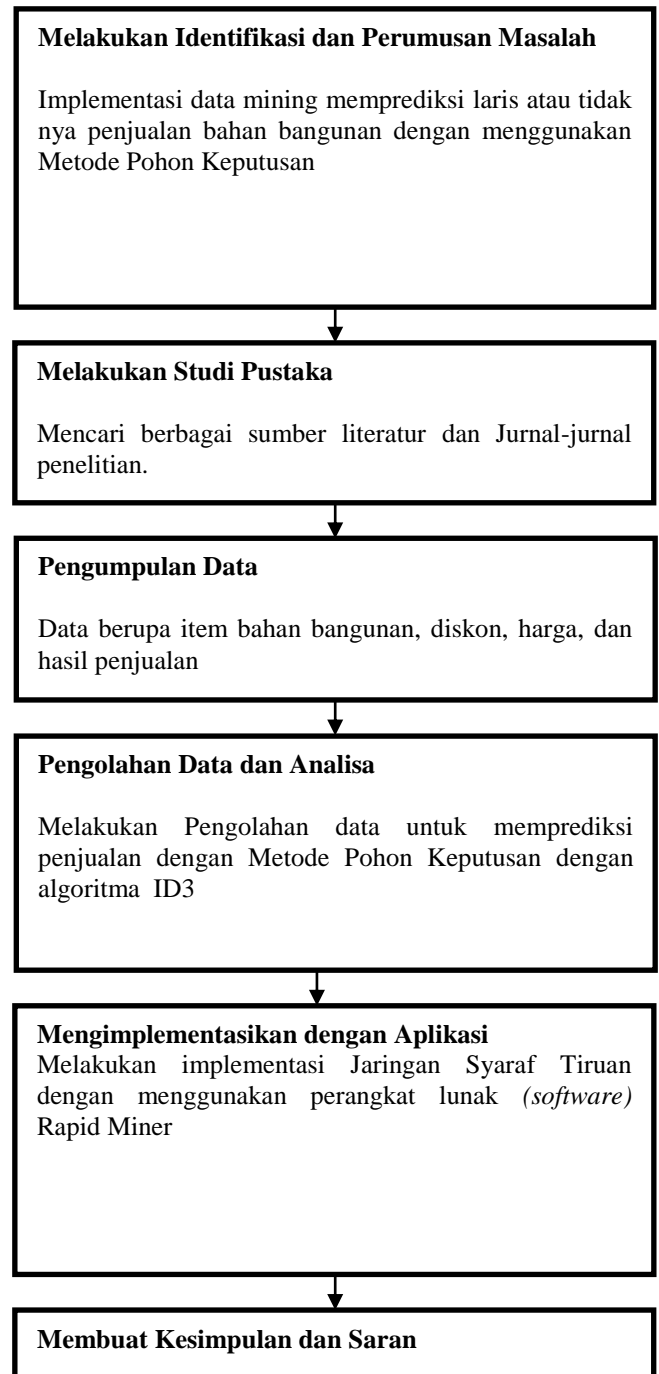 Melakukan Identifikasi dan Perumusan Masalah
Implementasi data mining memprediksi laris atau tidak
nya penjualan bahan bangunan dengan menggunakan
Metode Pohon Keputusan
Melakukan Studi Pustaka
Mencari berbagai sumber literatur dan Jurnal-jurnal
penelitian.
Pengumpulan Data
Data berupa item bahan bangunan, diskon, harga, dan
hasil penjualan
Pengolahan Data dan Analisa
Melakukan Pengolahan data untuk memprediksi
penjualan dengan Metode Pohon Keputusan dengan
algoritma ID3
Mengimplementasikan dengan Aplikasi
Melakukan implementasi Jaringan Syaraf Tiruan
dengan menggunakan perangkat lunak (software)
Rapid Miner
Membuat Kesimpulan dan Saran